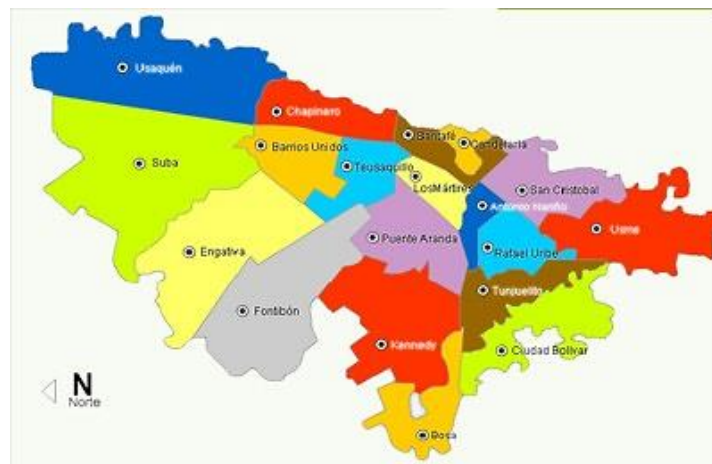 Usaquén
Chapinero
Santafé
Candelaria
Barrios Unidos
Suba
Teusaquillo
Los Mártires
San Cristobal
Antonio Nariño
Usme
Puente Aranda
Rafael Uribe
Engativa
Tunjuelito
Fontibón
Kennedy
Ciudad Bolívar
N
Norte
Bosa